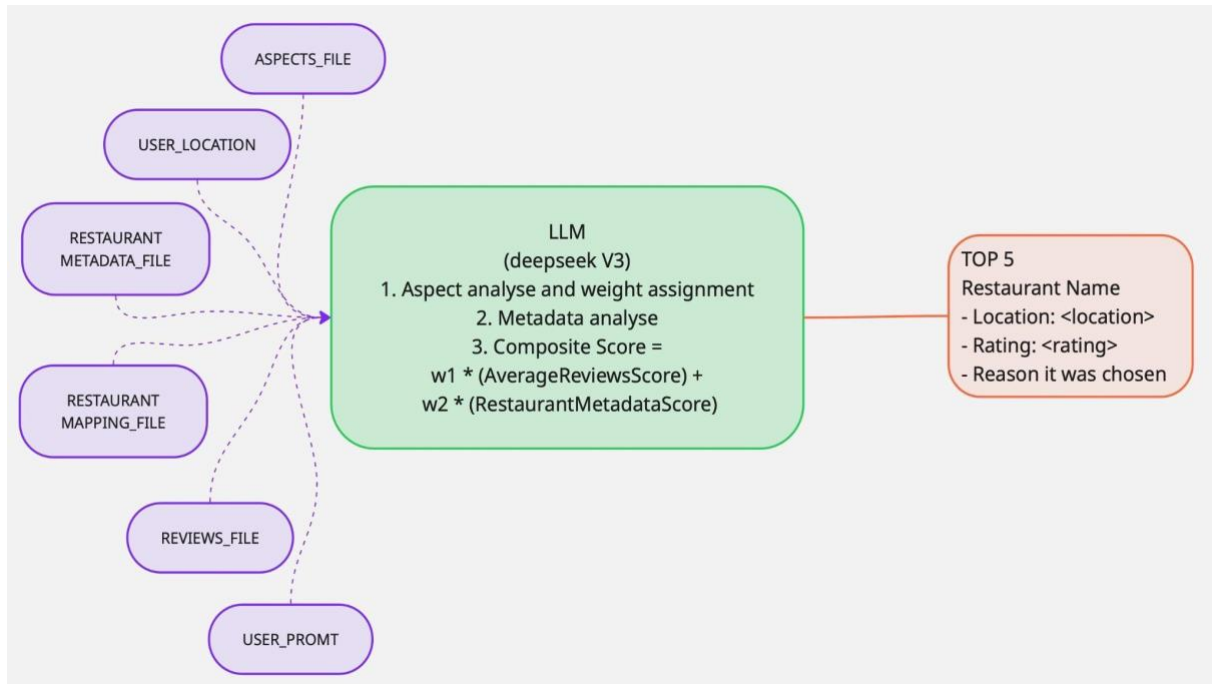 ASPECTS_FILE
USER_LOCATION
RESTAURANT
METADATA_FILE
RESTAURANT
MAPPING_FILE
REVIEWS_FILE
USER_PROMT
LLM
(deepseek V3)
1. Aspect analyse and weight assignment
2. Metadata analyse
3. Composite Score =
w1 * (AverageReviewsScore) +
w2 * (RestaurantMetadataScore)
TOP 5
Restaurant Name
- Location: <location>
- Rating: <rating>
- Reason it was chosen